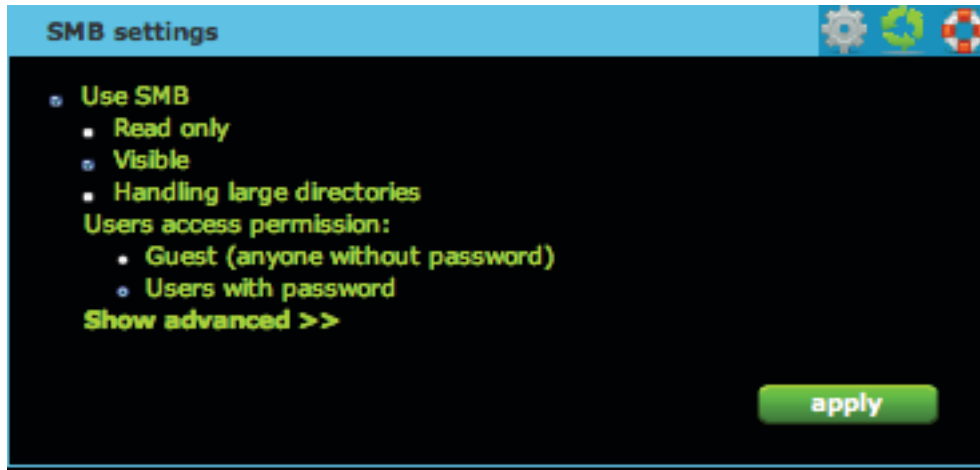 SMB settings
Use SMB
Read only
Visible
Handling large directories
Users access permission:
Guest (anyone without password)
Users with password
Show advanced >>
apply